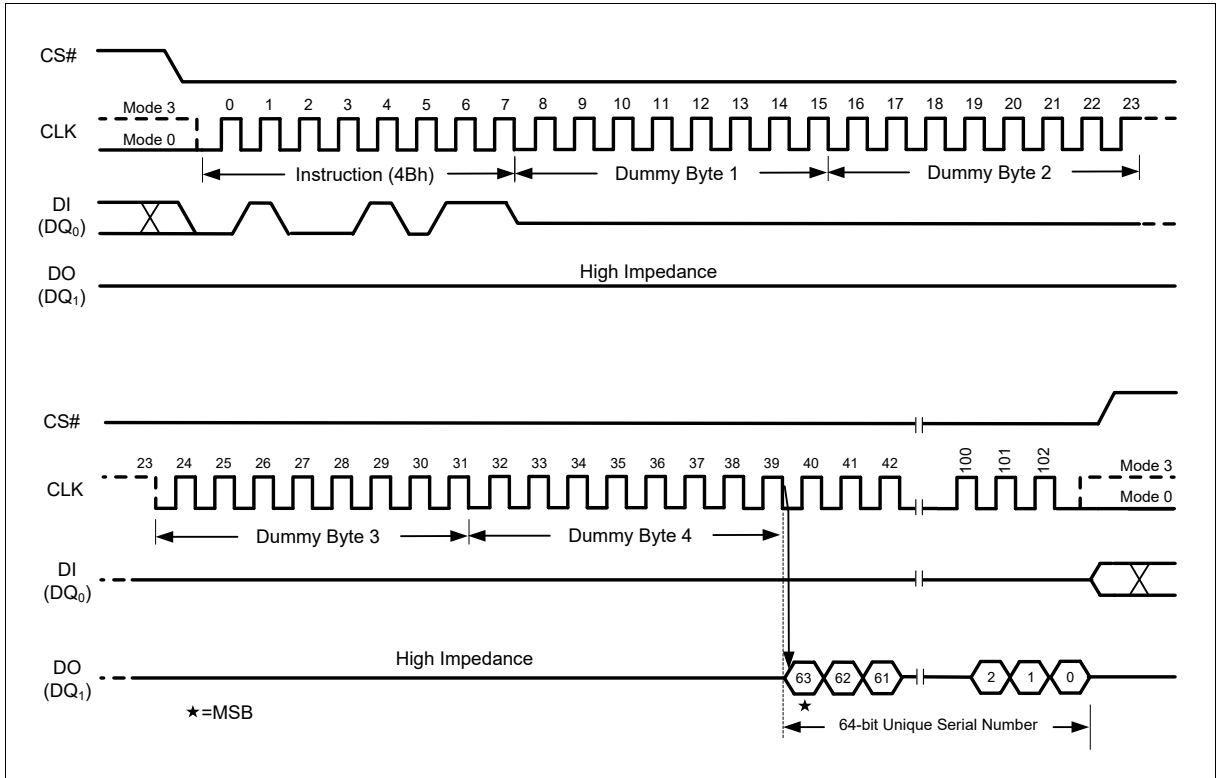 CS#
Mode 3
0 1 2 3 4 5 6 7 8 9 10 11 12 13 14 15 16 17 18 19 20 21 22 23
CLK
Mode 0
Instruction (4Bh) Dummy Byte 1 Dummy Byte 2
DI
(DQ0)
DO
(DQ1)
High Impedance
CS#
23 24 25 26 27 28 29 30 31 32 33 34 35 36 37 38 39 40 41 42 100 101 102
Mode 3
CLK
Mode 0
Dummy Byte 3 Dummy Byte 4
DI
(DQ0)
DO
(DQ1)
High Impedance
63 62 61 2 1 0
★
★=MSB
64-bit Unique Serial Number